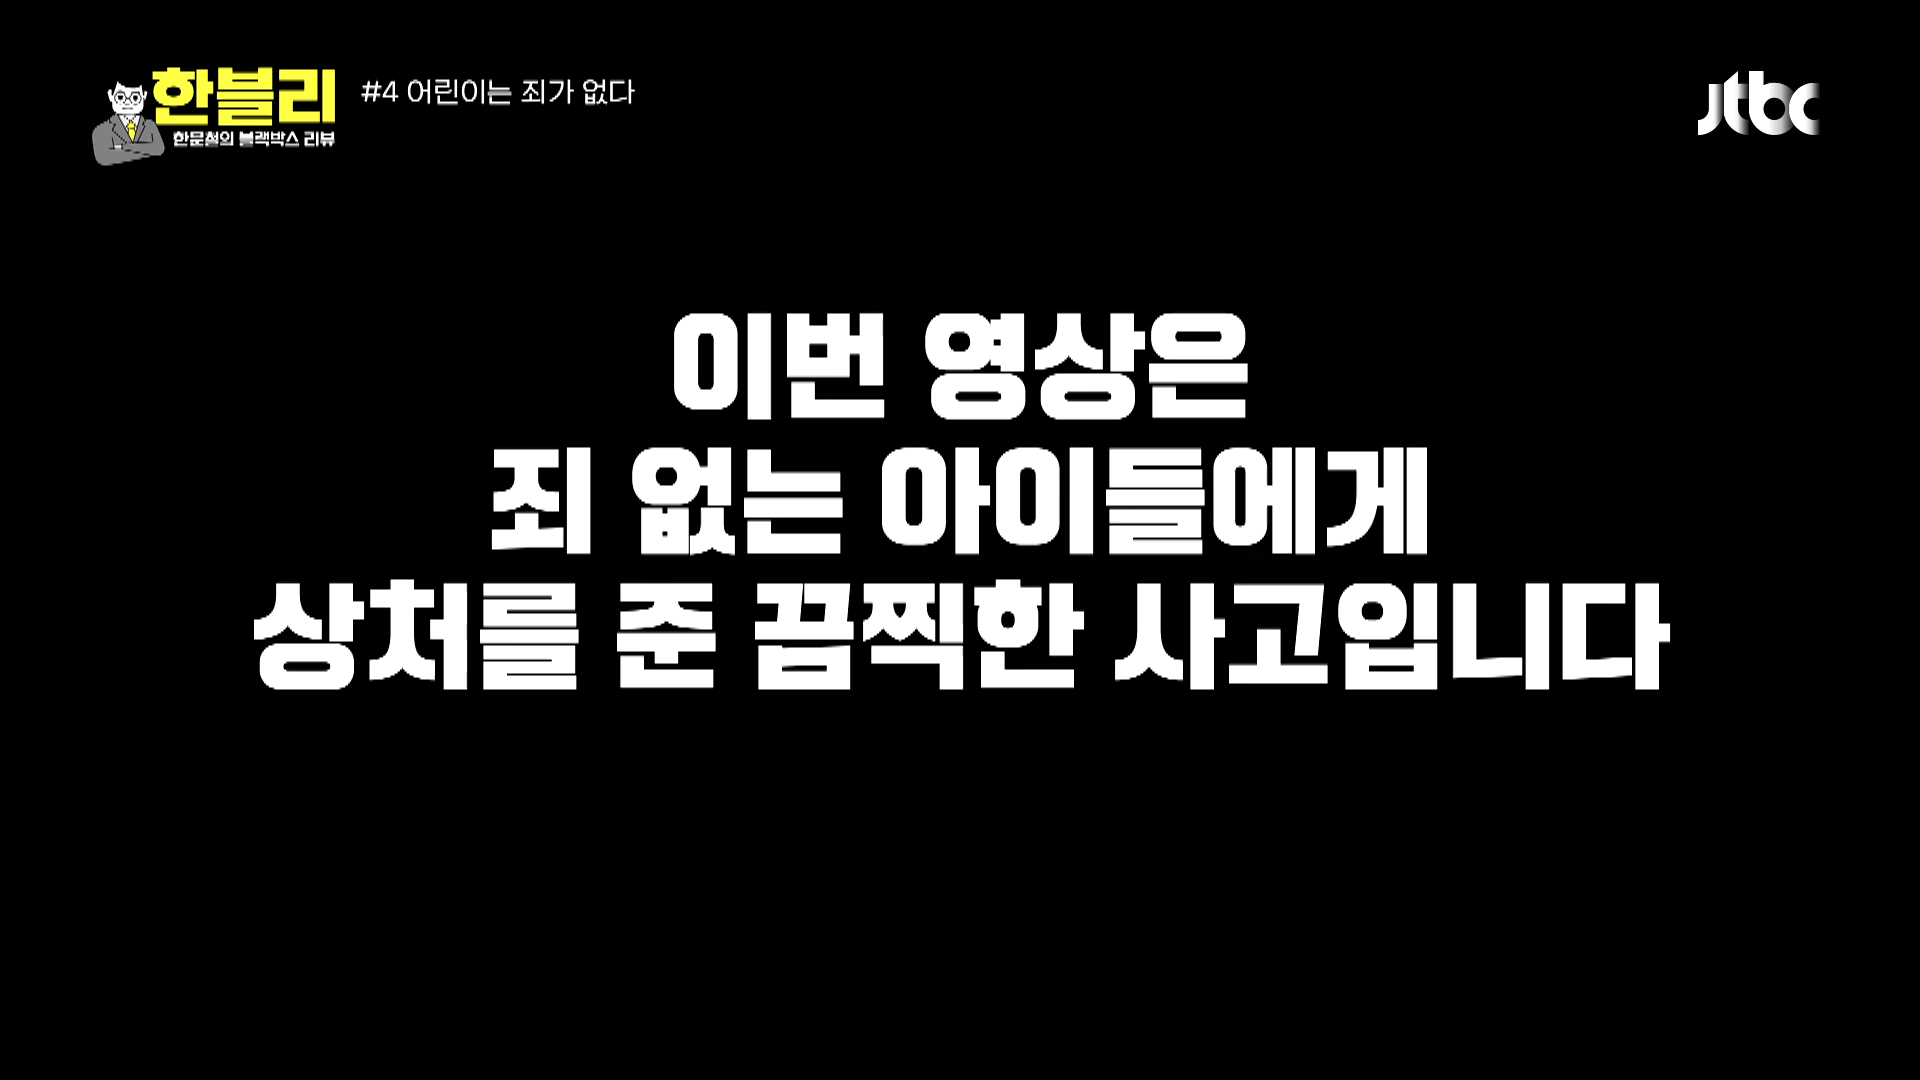 한블리
한문철의 블랙박스 리뷰
#4 어린이는 죄가 없다
jtbc
이번 영상은
죄 없는 아이들에게
상처를 준 끔찍한 사고입니다